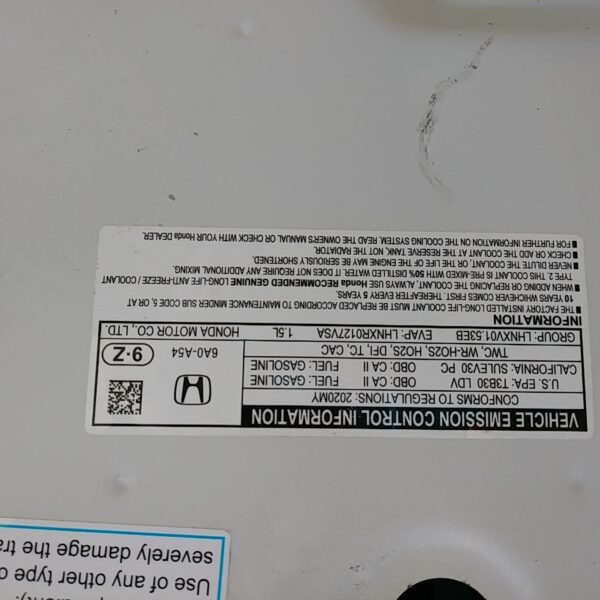 Use of any other type o
severely damage the tra
VEHICLE EMISSION CONTROL INFORMATION
CONFORMS TO REGULATIONS: 2020MY
U.S. EPA: T3B30 LDV OBD: CA II FUEL: GASOLINE
CALIFORNIA: SULEV30 PC OBD: CA II FUEL: GASOLINE
TWC, WR-HO2S, HO2S, DFI, TC, CAC
6A0-A54
9-Z
GROUP: LHNXV01.53EB EVAP: LHNXR0127VSA 1.5L HONDA MOTOR CO., LTD.
INFORMATION
■ FACTORY INSTALLED LONG-LIFE COOLANT MUST BE REPLACED ACCORDING TO MAINTENANCE MINDER SUB CODE 5, OR AT
10 YEARS WHICHEVER COMES FIRST. THEREAFTER EVERY 5 YEARS.
■ WHEN ADDING OR REPLACING THE COOLANT, ALWAYS USE Honda RECOMMENDED GENUINE LONG-LIFE ANTI-FREEZE / COOLANT
TYPE 2. THIS COOLANT IS PRE-MIXED WITH 50% DISTILLED WATER. IT DOES NOT REQUIRE ANY ADDITIONAL MIXING.
■ NEVER DILUTE THE COOLANT, OR THE LIFE OF THE ENGINE MAY BE SERIOUSLY SHORTENED.
■ CHECK OR ADD THE COOLANT AT THE RESERVE TANK, NOT THE RADIATOR.
■ FOR FURTHER INFORMATION ON THE COOLING SYSTEM, READ THE OWNER'S MANUAL OR CHECK WITH YOUR Honda DEALER.